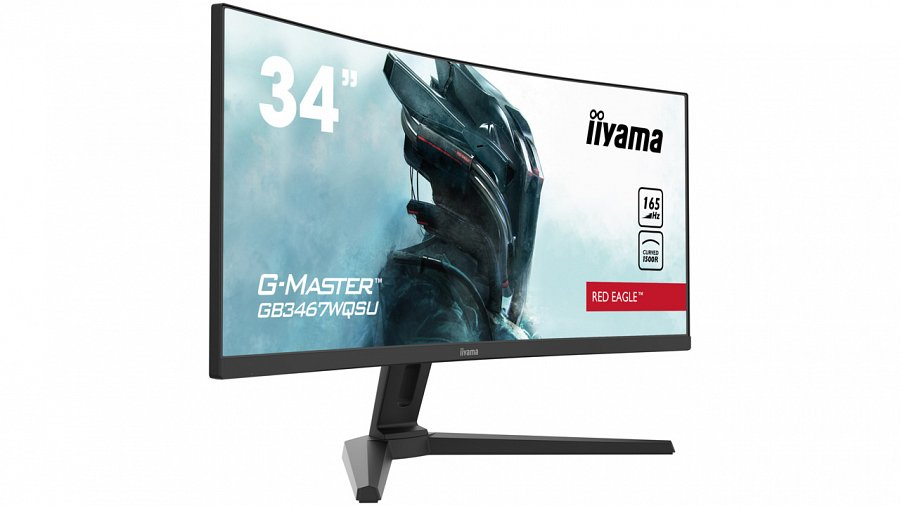 34”
iiyama
165
Hz
CURVED
1500R
G-MASTER™
GB3467WQSU
RED EAGLE™
iiyama